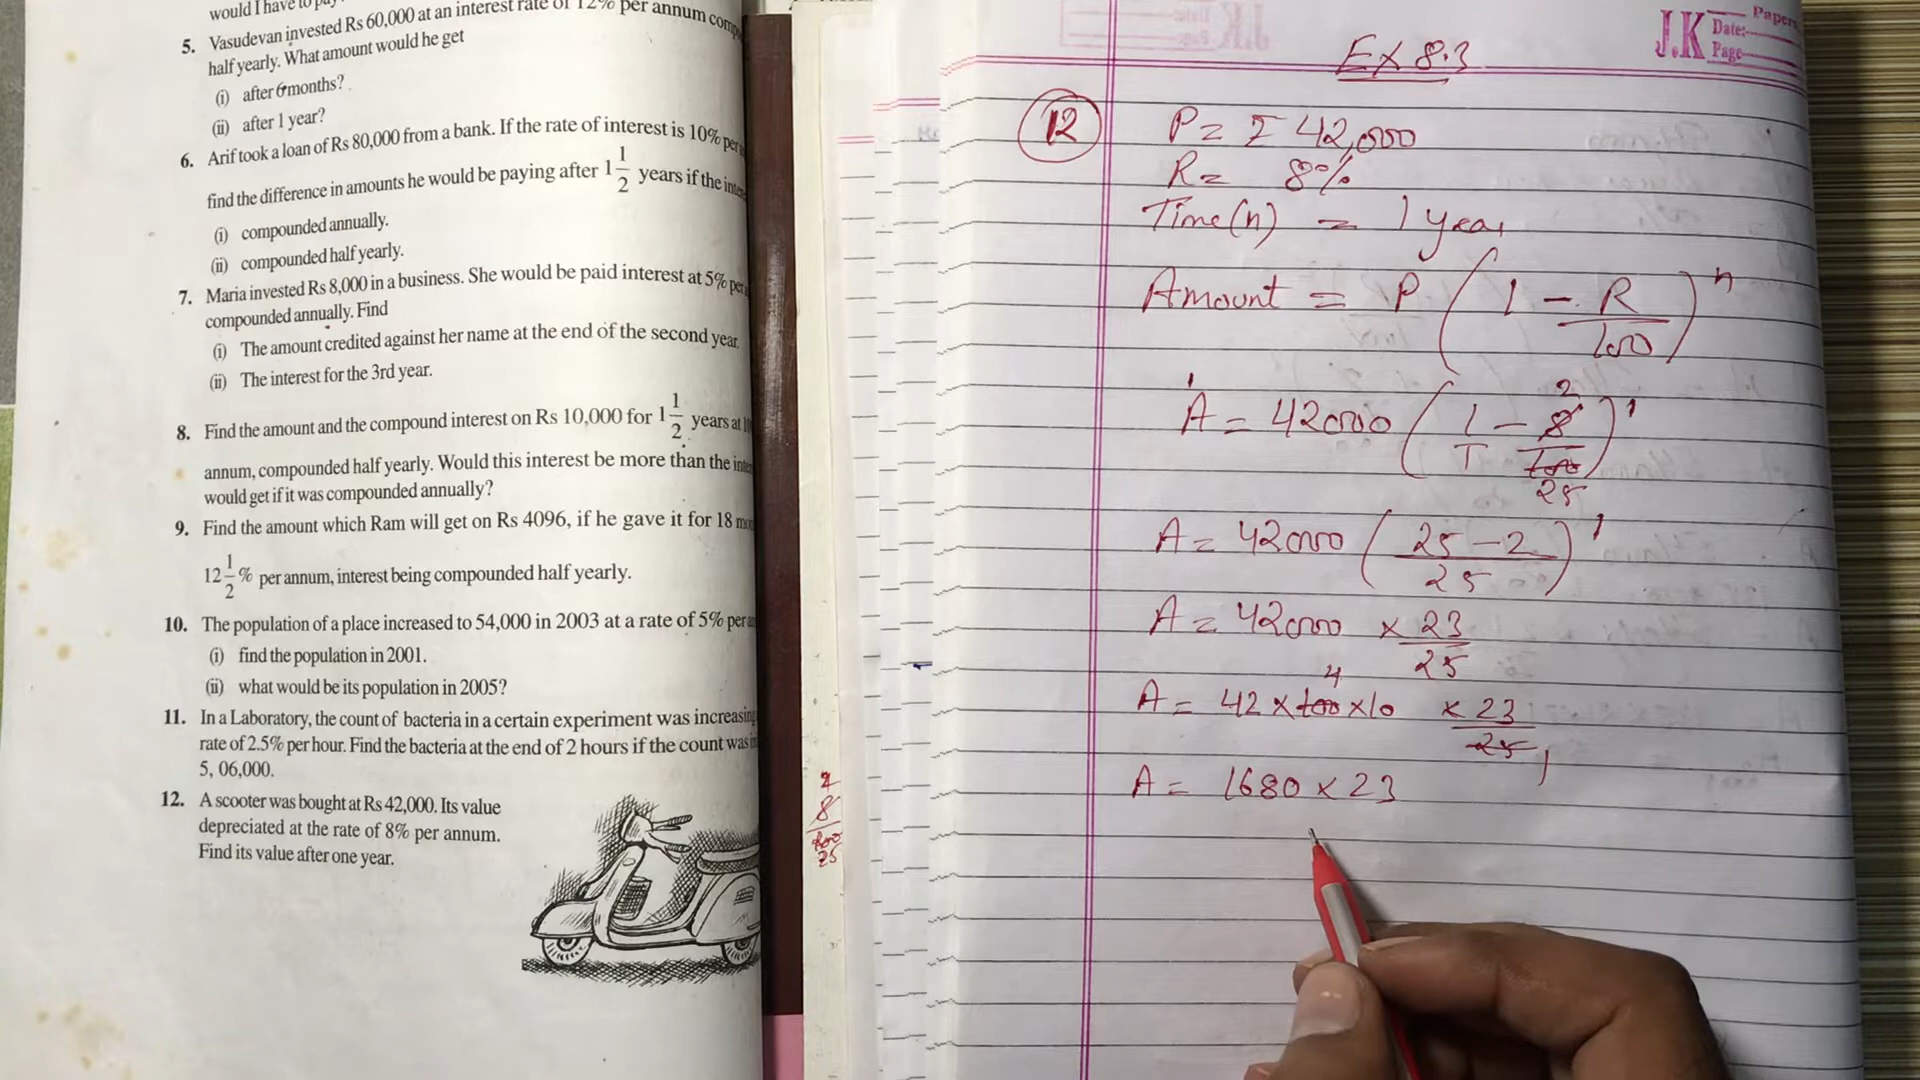 would I have to pay
5. Vasudevan invested Rs 60,000 at an interest rate of 12% per annum
half yearly. What amount would he get
(i) after 6 months?
(ii) after 1 year?
6. Arif took a loan of Rs 80,000 from a bank. If the rate of interest is 10% per
find the difference in amounts he would be paying after 1 1/2 years if the
(i) compounded annually.
(ii) compounded half yearly.
7. Maria invested Rs 8,000 in a business. She would be paid interest at 5% per
compounded annually. Find
(i) The amount credited against her name at the end of the second year.
(ii) The interest for the 3rd year.
8. Find the amount and the compound interest on Rs 10,000 for 1 1/2 years at
annum, compounded half yearly. Would this interest be more than the
would get if it was compounded annually?
9. Find the amount which Ram will get on Rs 4096, if he gave it for 18
12 1/2 % per annum, interest being compounded half yearly.
10. The population of a place increased to 54,000 in 2003 at a rate of 5% per
(i) find the population in 2001.
(ii) what would be its population in 2005?
11. In a Laboratory, the count of bacteria in a certain experiment was increasing
rate of 2.5% per hour. Find the bacteria at the end of 2 hours if the count was
5, 06,000.
12. A scooter was bought at Rs 42,000. Its value
depreciated at the rate of 8% per annum.
Find its value after one year.
2
8
100
25
J.K Papers
Date:
Page
Ex 8.3
12 P = ₹ 42,000
R = 8%
Time(n) = 1 year
Amount = P ( 1 - R/100 )^n
A = 42000 ( 1/1 - 8/100 )^1
2
25
A = 42000 ( 25 - 2 / 25 )^1
A = 42000 × 23/25
4
A = 42 × 100 × 10 × 23/25
1
A = 1680 × 23